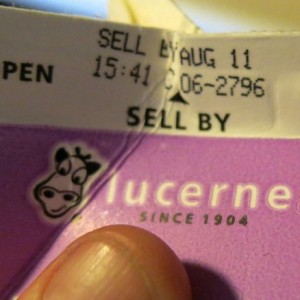 SELL BY AUG 11
PEN 15:41 C 06-2796
SELL BY
lucerne
SINCE 1904